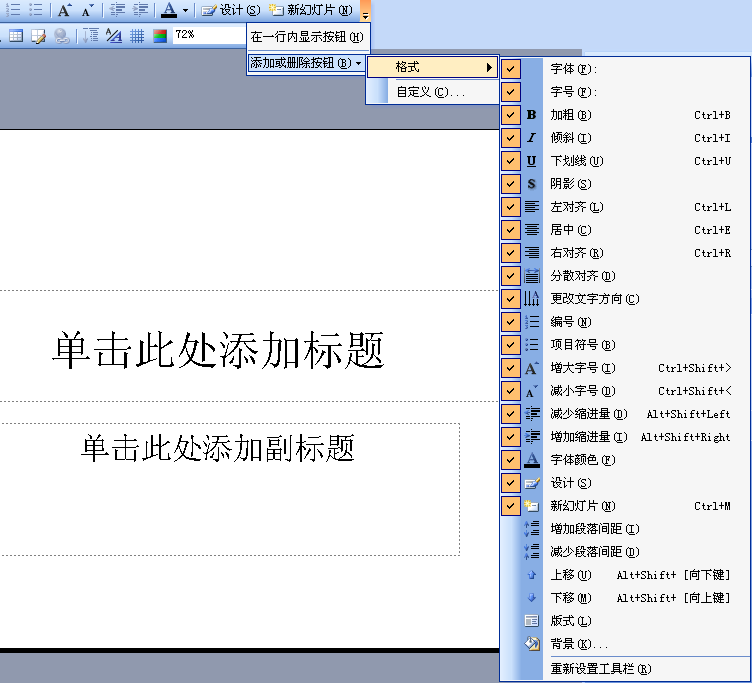 设计(S) 新幻灯片(N)
72%
在一行内显示按钮(H)
添加或删除按钮(R)
格式
自定义(C)...
字体(F):
字号(F):
B 加粗(B) Ctrl+B
I 倾斜(I) Ctrl+I
U 下划线(U) Ctrl+U
S 阴影(S)
左对齐(L) Ctrl+L
居中(C) Ctrl+E
右对齐(R) Ctrl+R
分散对齐(D)
更改文字方向(C)
编号(N)
项目符号(B)
增大字号(I) Ctrl+Shift+>
减小字号(D) Ctrl+Shift+<
减少缩进量(D) Alt+Shift+Left
增加缩进量(I) Alt+Shift+Right
字体颜色(F)
设计(S)
新幻灯片(N) Ctrl+M
增加段落间距(I)
减少段落间距(D)
上移(U) Alt+Shift+ [向下键]
下移(M) Alt+Shift+ [向上键]
版式(L)
背景(K)...
重新设置工具栏(R)
单击此处添加标题
单击此处添加副标题